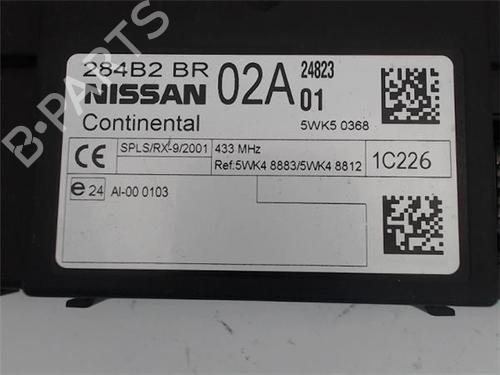 284B2 BR 02A 24823
NISSAN 01
Continental 5WK5 0368
CE SPLS/RX-9/2001 433 MHz
Ref:5WK4 8883/5WK4 8812 1C226
e 24 AI-00 0103
B-PARTS